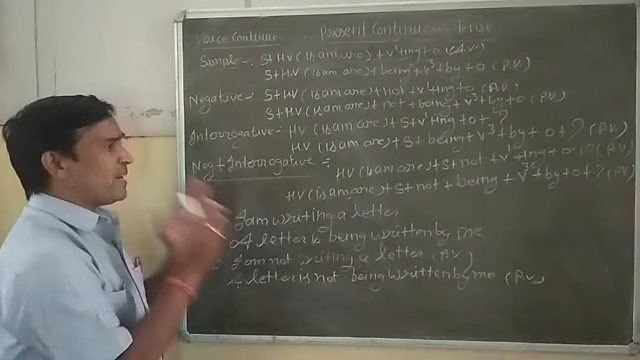 Voice Continue. Present Continuous Tense
Simple-: S+HV(is am are)+V¹+ing+O (A.V.)
S+HV(is am are)+being+V³+by+O (P.V.)
Negative-: S+HV(is am are)+not+V¹+ing+O (A.V)
S+HV(is am are)+not+being+V³+by+O (P.V)
Interrogative-: HV(is am are)+S+V¹+ing+O+?
HV(is am are)+S+being+V³+by+O+? (P.V)
Neg+Interrogative-: HV(is am are)+S+not+V¹+ing+O+? (A.V)
HV(is am are)+S+not+being+V³+by+O+? (P.V)
I am writing a letter
A letter is being written by me
I am not writing a letter (A.V)
A letter is not being written by me (P.V)